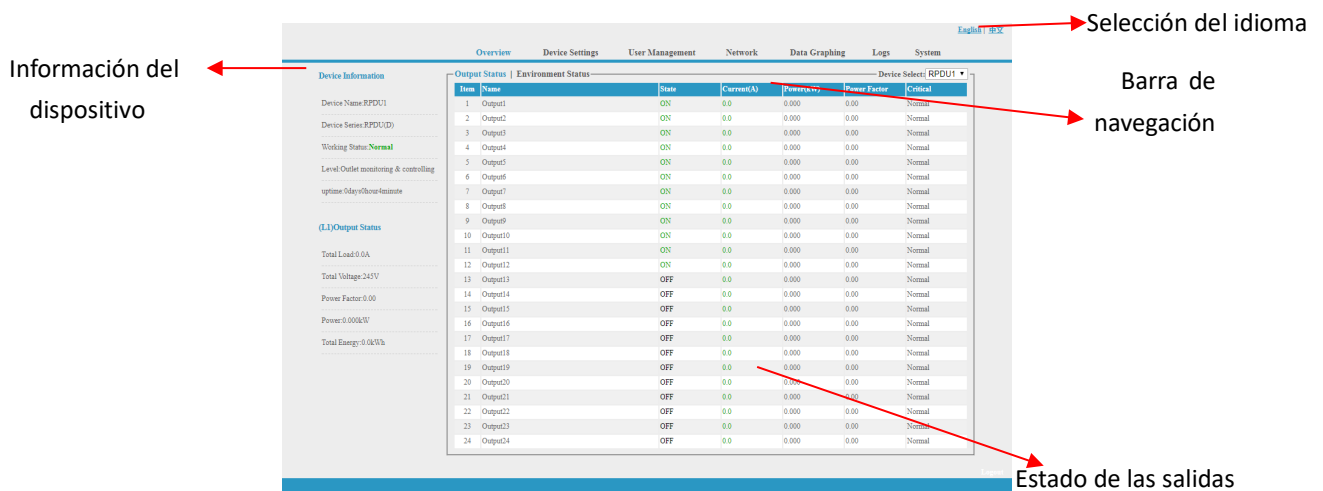 English | 中文
Selección del idioma
Overview Device Settings User Management Network Data Graphing Logs System
Información del
dispositivo
Barra de
navegación
Device Information
Device Name:RPDU1
Device Series:RPDU(D)
Working Status:Normal
Level:Outlet monitoring & controlling
uptime:0days0hour4minute
(L1)Output Status
Total Load:0.0A
Total Voltage:245V
Power Factor:0.00
Power:0.000kW
Total Energy:0.0kWh
Output Status | Environment Status Device Select: RPDU1
Item Name State Current(A) Power(kW) Power Factor Critical
1 Output1 ON 0.0 0.000 0.00 Normal
2 Output2 ON 0.0 0.000 0.00 Normal
3 Output3 ON 0.0 0.000 0.00 Normal
4 Output4 ON 0.0 0.000 0.00 Normal
5 Output5 ON 0.0 0.000 0.00 Normal
6 Output6 ON 0.0 0.000 0.00 Normal
7 Output7 ON 0.0 0.000 0.00 Normal
8 Output8 ON 0.0 0.000 0.00 Normal
9 Output9 ON 0.0 0.000 0.00 Normal
10 Output10 ON 0.0 0.000 0.00 Normal
11 Output11 ON 0.0 0.000 0.00 Normal
12 Output12 ON 0.0 0.000 0.00 Normal
13 Output13 OFF 0.0 0.000 0.00 Normal
14 Output14 OFF 0.0 0.000 0.00 Normal
15 Output15 OFF 0.0 0.000 0.00 Normal
16 Output16 OFF 0.0 0.000 0.00 Normal
17 Output17 OFF 0.0 0.000 0.00 Normal
18 Output18 OFF 0.0 0.000 0.00 Normal
19 Output19 OFF 0.0 0.000 0.00 Normal
20 Output20 OFF 0.0 0.000 0.00 Normal
21 Output21 OFF 0.0 0.000 0.00 Normal
22 Output22 OFF 0.0 0.000 0.00 Normal
23 Output23 OFF 0.0 0.000 0.00 Normal
24 Output24 OFF 0.0 0.000 0.00 Normal
Logout
Estado de las salidas